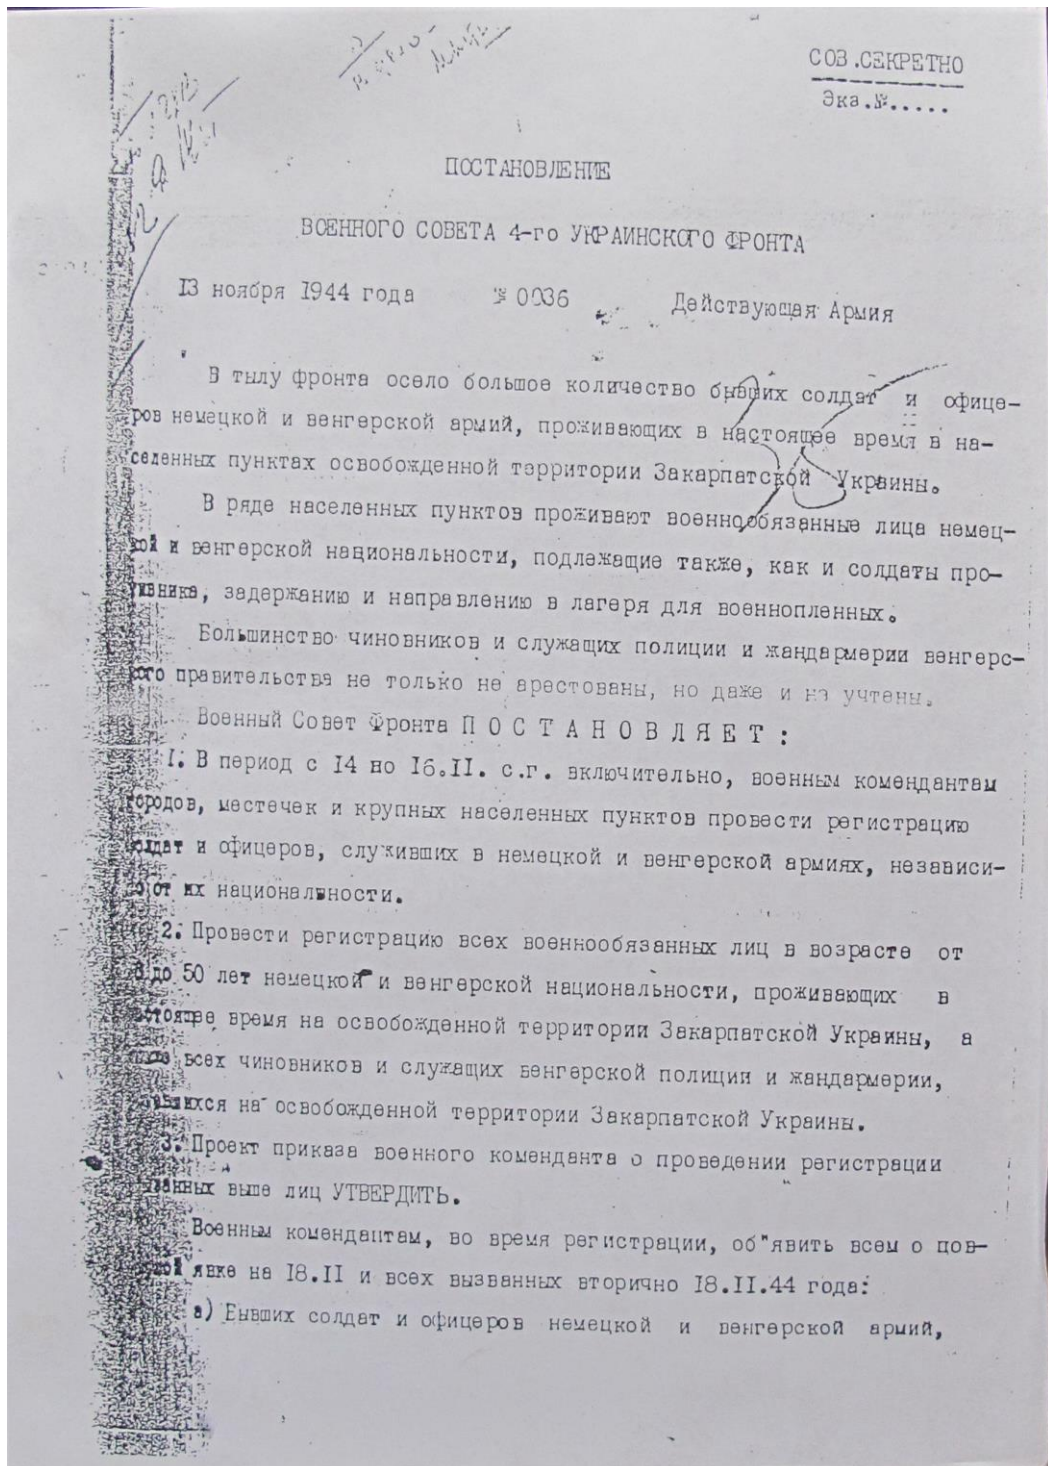 СОВ.СЕКРЕТНО
Экз.№.....
ПОСТАНОВЛЕНИЕ
ВОЕННОГО СОВЕТА 4-го УКРАИНСКОГО ФРОНТА
13 ноября 1944 года № 0036 Действующая Армия
В тылу фронта осело большое количество бывших солдат и офице-
ров немецкой и венгерской армий, проживающих в настоящее время в на-
селенных пунктах освобожденной территории Закарпатской Украины.
В ряде населенных пунктов проживают военнообязанные лица немец-
кой и венгерской национальности, подлежащие также, как и солдаты про-
тивника, задержанию и направлению в лагеря для военнопленных.
Большинство чиновников и служащих полиции и жандармерии венгерс-
кого правительства не только не арестованы, но даже и не учтены.
Военный Совет Фронта ПОСТАНОВЛЯЕТ:
1. В период с 14 по 16.II. с.г. включительно, военным комендантам
городов, местечек и крупных населенных пунктов провести регистрацию
солдат и офицеров, служивших в немецкой и венгерской армиях, независи-
мо от их национальности.
2. Провести регистрацию всех военнообязанных лиц в возрасте от
до 50 лет немецкой и венгерской национальности, проживающих в
настоящее время на освобожденной территории Закарпатской Украины, а
также всех чиновников и служащих венгерской полиции и жандармерии,
на освобожденной территории Закарпатской Украины.
3. Проект приказа военного коменданта о проведении регистрации
выше лиц УТВЕРДИТЬ.
Военным комендантам, во время регистрации, об"явить всем о пов-
явке на 18.II и всех вызванных вторично 18.II.44 года:
а) Бывших солдат и офицеров немецкой и венгерской армий,